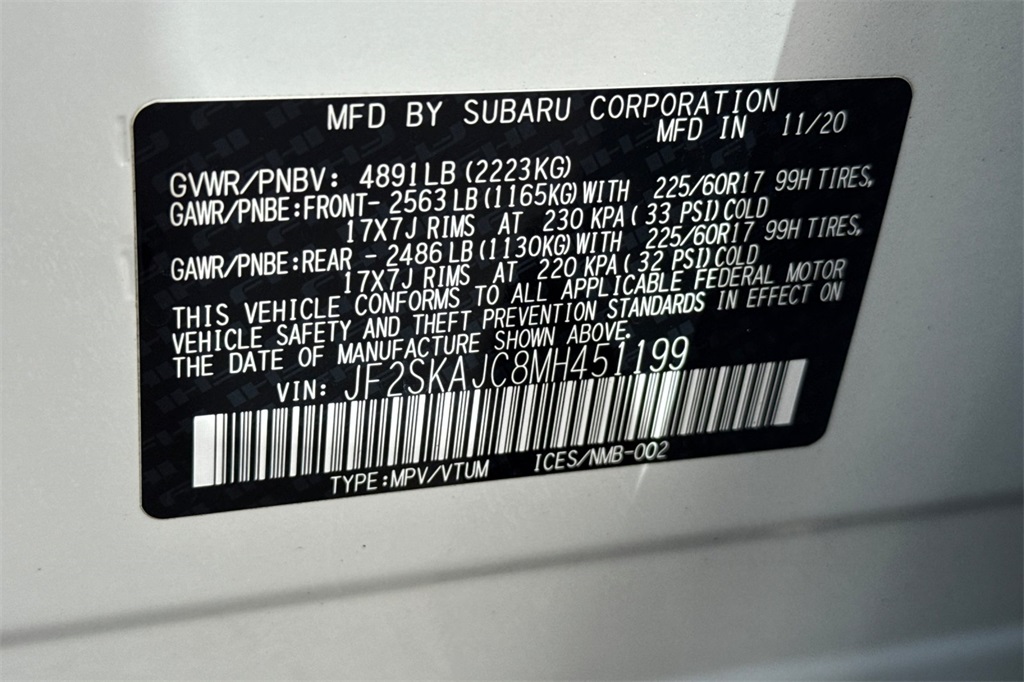 MFD BY SUBARU CORPORATION
MFD IN 11/20
GVWR/PNBV: 4891LB (2223KG)
GAWR/PNBE:FRONT- 2563 LB (1165KG)WITH 225/60R17 99H TIRES,
17X7J RIMS AT 230 KPA( 33 PSI)COLD
GAWR/PNBE:REAR - 2486 LB (1130KG)WITH 225/60R17 99H TIRES,
17X7J RIMS AT 220 KPA( 32 PSI)COLD
THIS VEHICLE CONFORMS TO ALL APPLICABLE FEDERAL MOTOR
VEHICLE SAFETY AND THEFT PREVENTION STANDARDS IN EFFECT ON
THE DATE OF MANUFACTURE SHOWN ABOVE.
VIN: JF2SKAJC8MH451199
TYPE:MPV/VTUM ICES/NMB-002